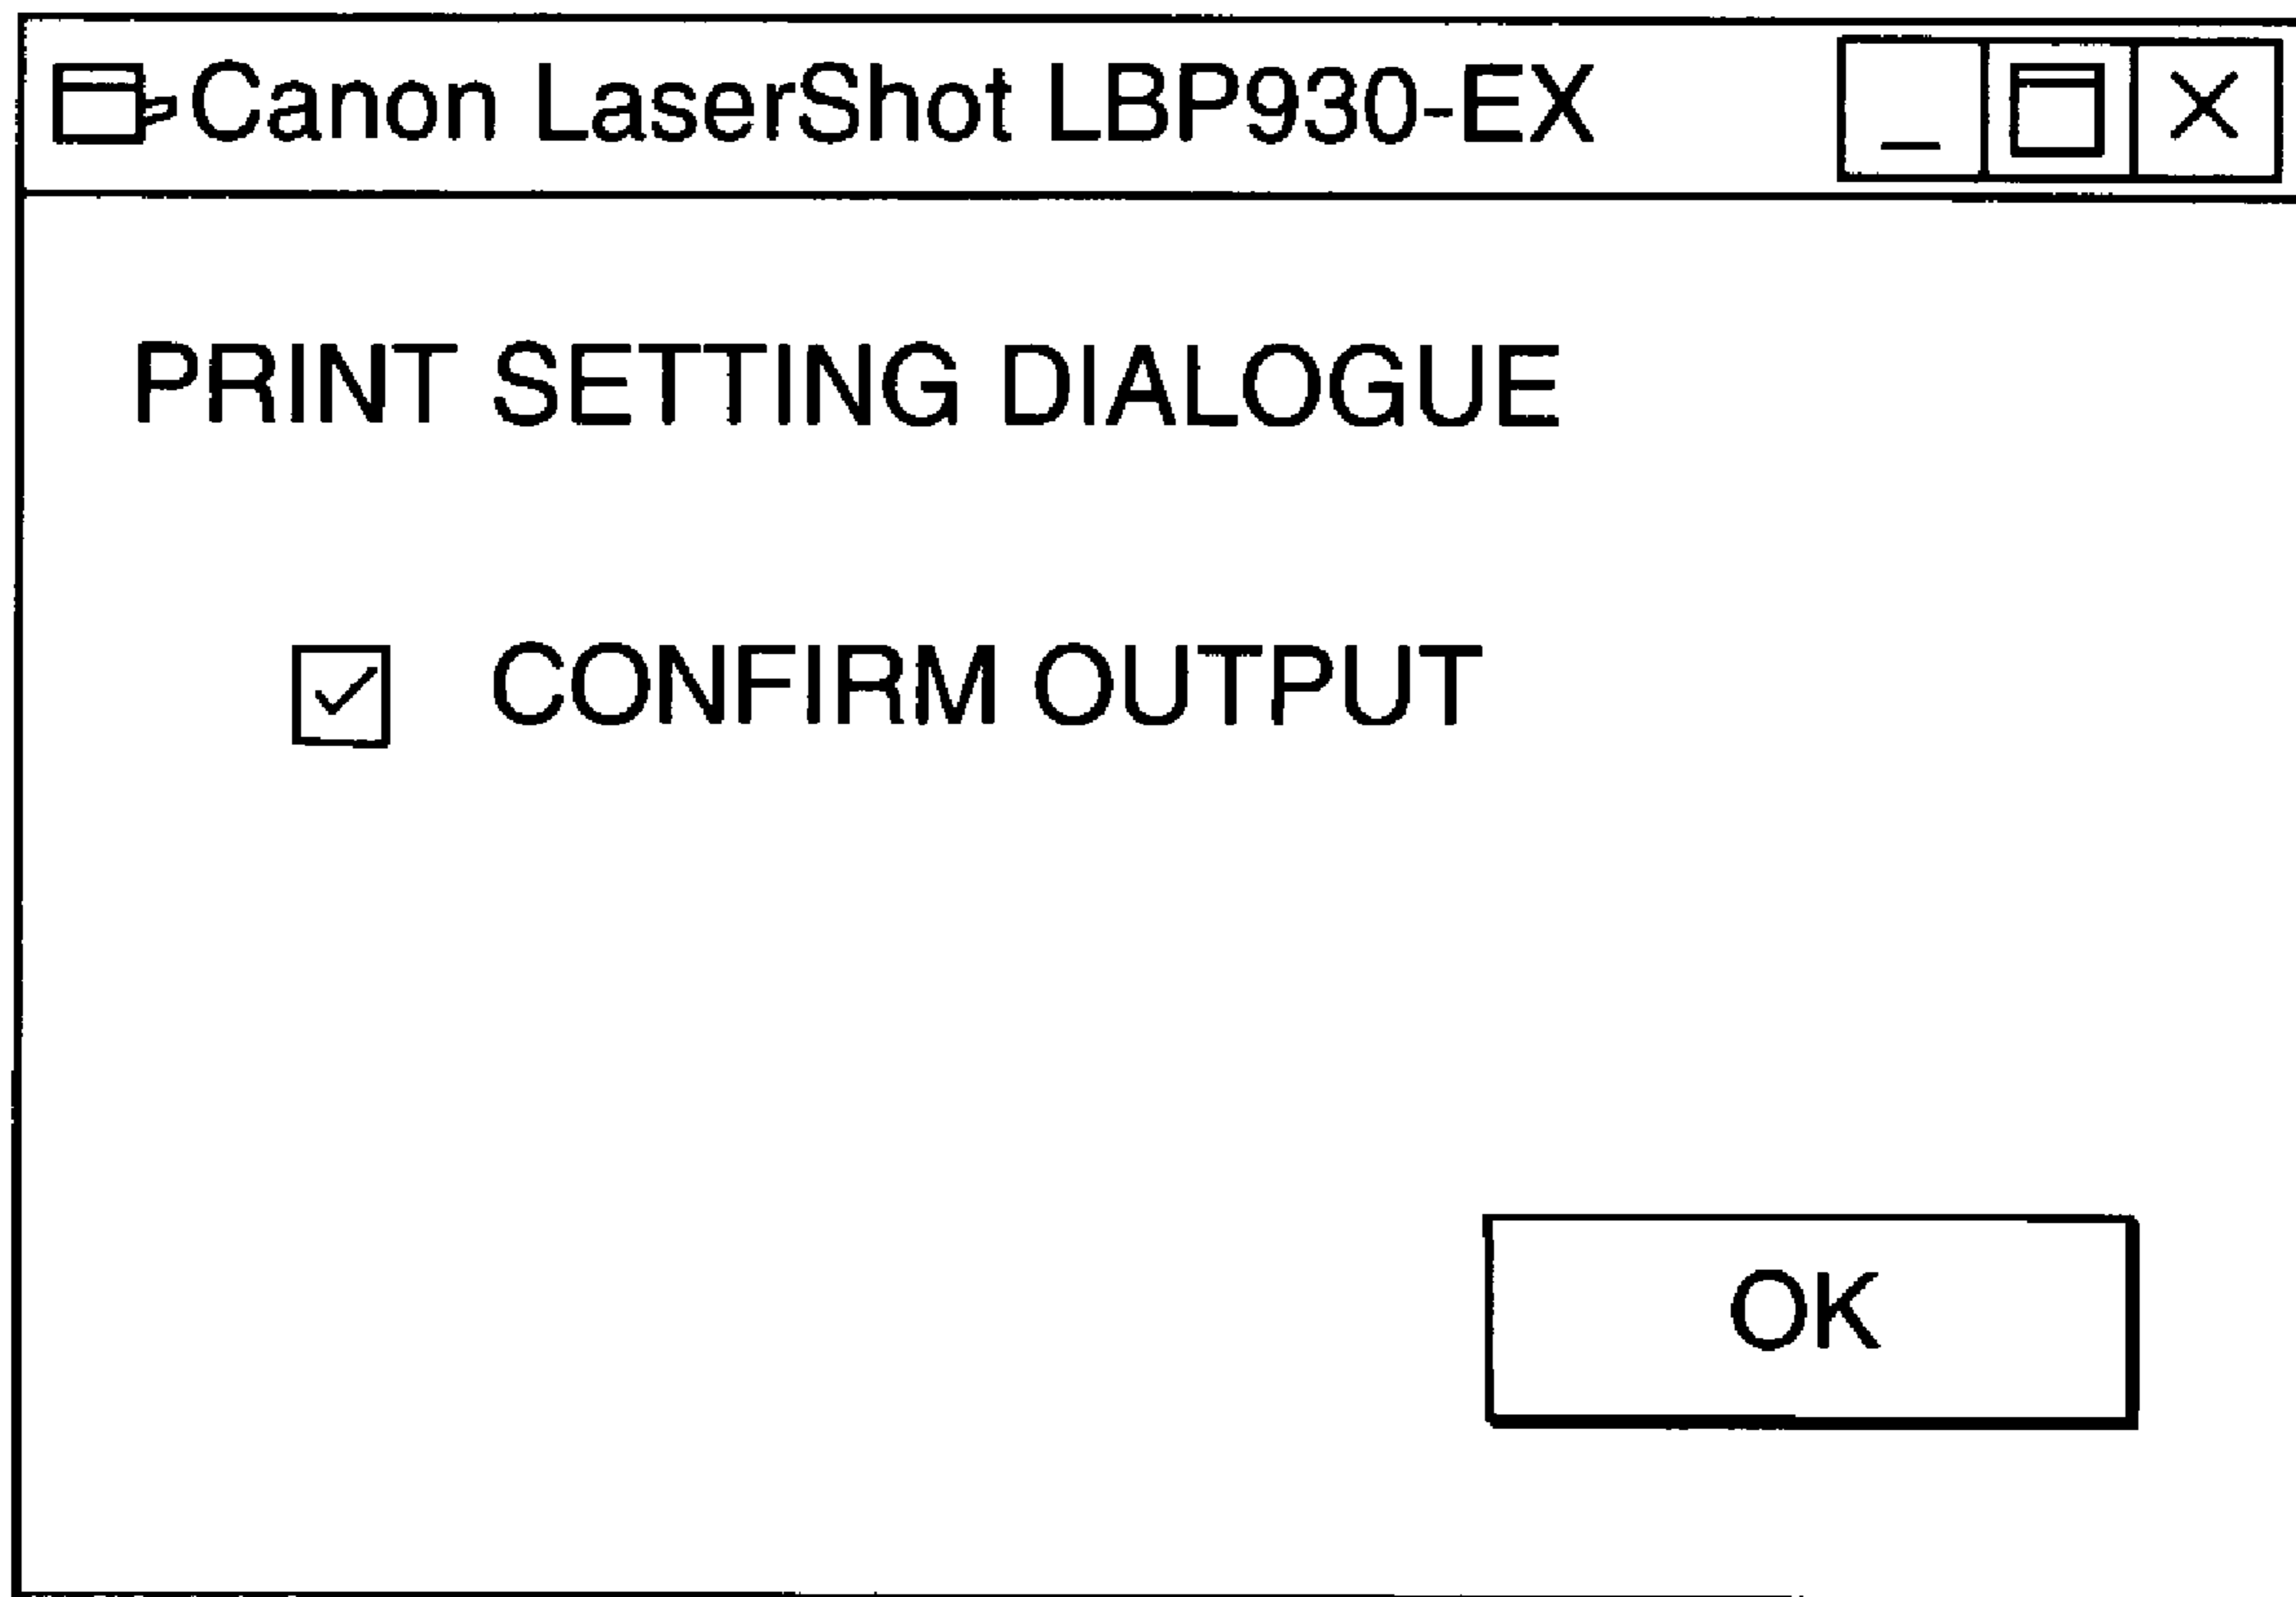 Canon LaserShot LBP930-EX
PRINT SETTING DIALOGUE
CONFIRM OUTPUT
OK